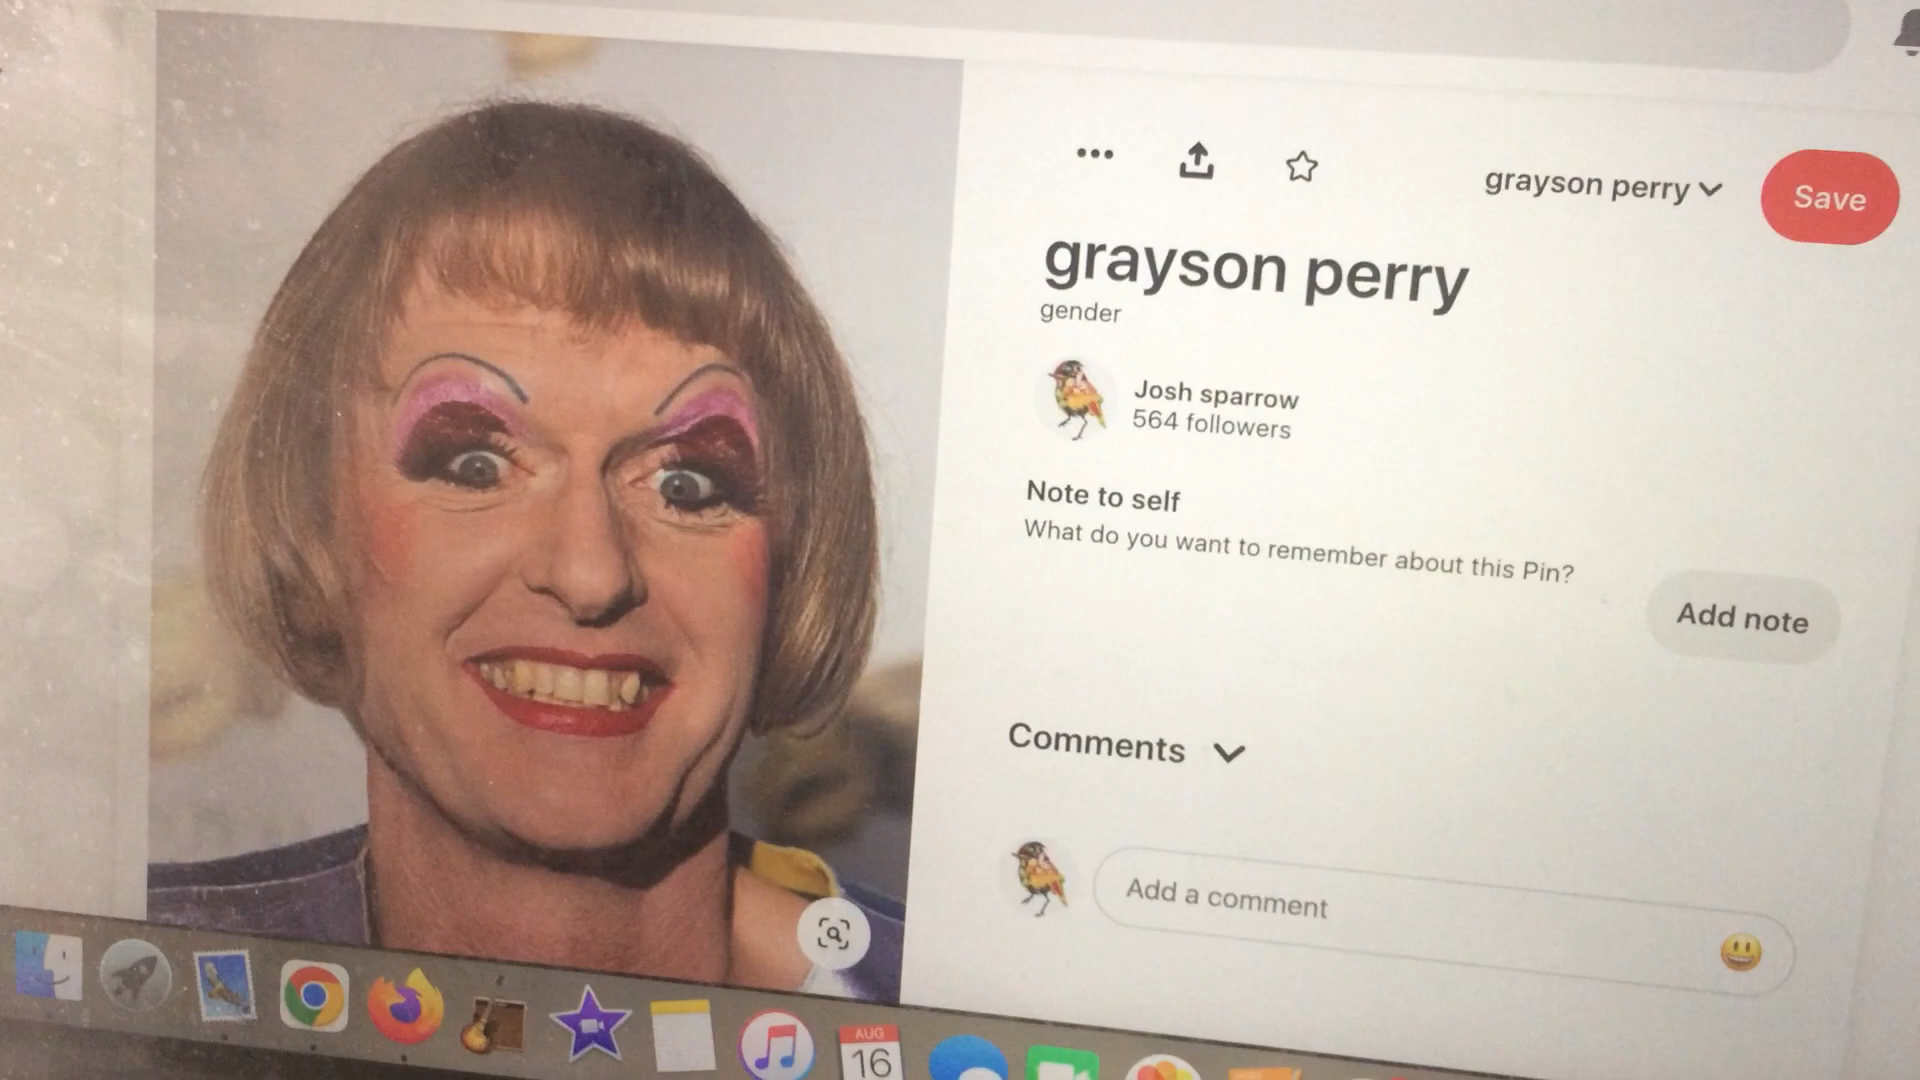 grayson perry
Save
grayson perry
gender
Josh sparrow
564 followers
Note to self
What do you want to remember about this Pin?
Add note
Comments
Add a comment
AUG
16